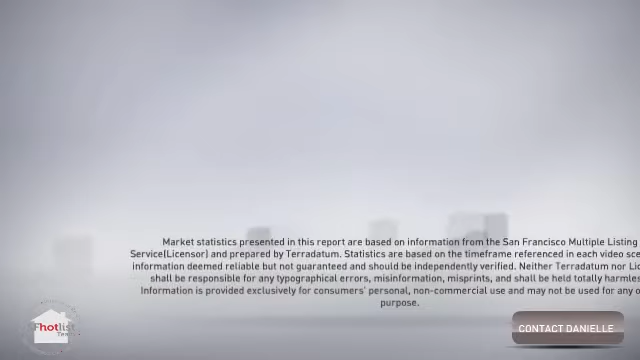 Market statistics presented in this report are based on information from the San Francisco Multiple Listing
Service(Licensor) and prepared by Terradatum. Statistics are based on the timeframe referenced in each video
information deemed reliable but not guaranteed and should be independently verified. Neither Terradatum nor
shall be responsible for any typographical errors, misinformation, misprints, and shall be held totally
Information is provided exclusively for consumers' personal, non-commercial use and may not be used for any
purpose.
Fhotlist
CONTACT DANIELLE